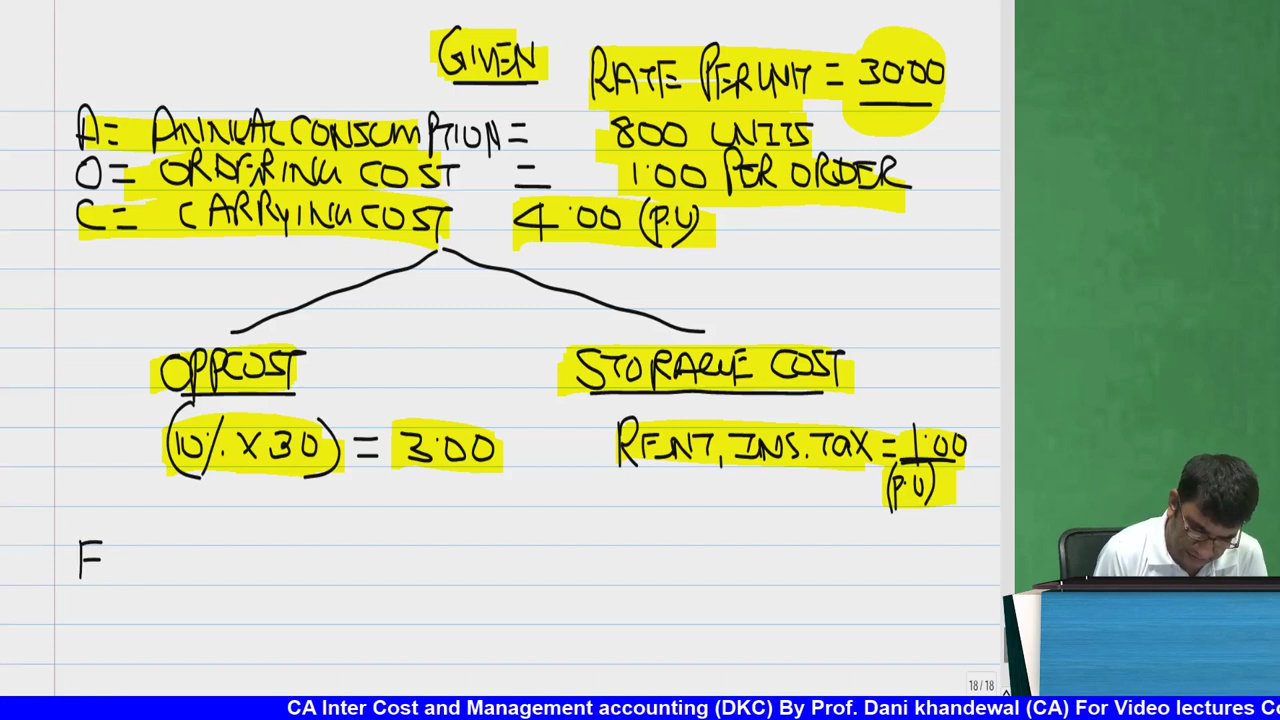 GIVEN
RATE PER UNIT = 30.00
A = ANNUAL CONSUMPTION = 800 UNITS
O = ORDERING COST = 1.00 PER ORDER
C = CARRYING COST 4.00 (P.U)
OPPCOST STORAGE COST
(10% X 30) = 3.00 RENT, INS. TAX = 1.00
(P.U)
E
18/18
CA Inter Cost and Management accounting (DKC) By Prof. Dani khandewal (CA) For Video lectures Co